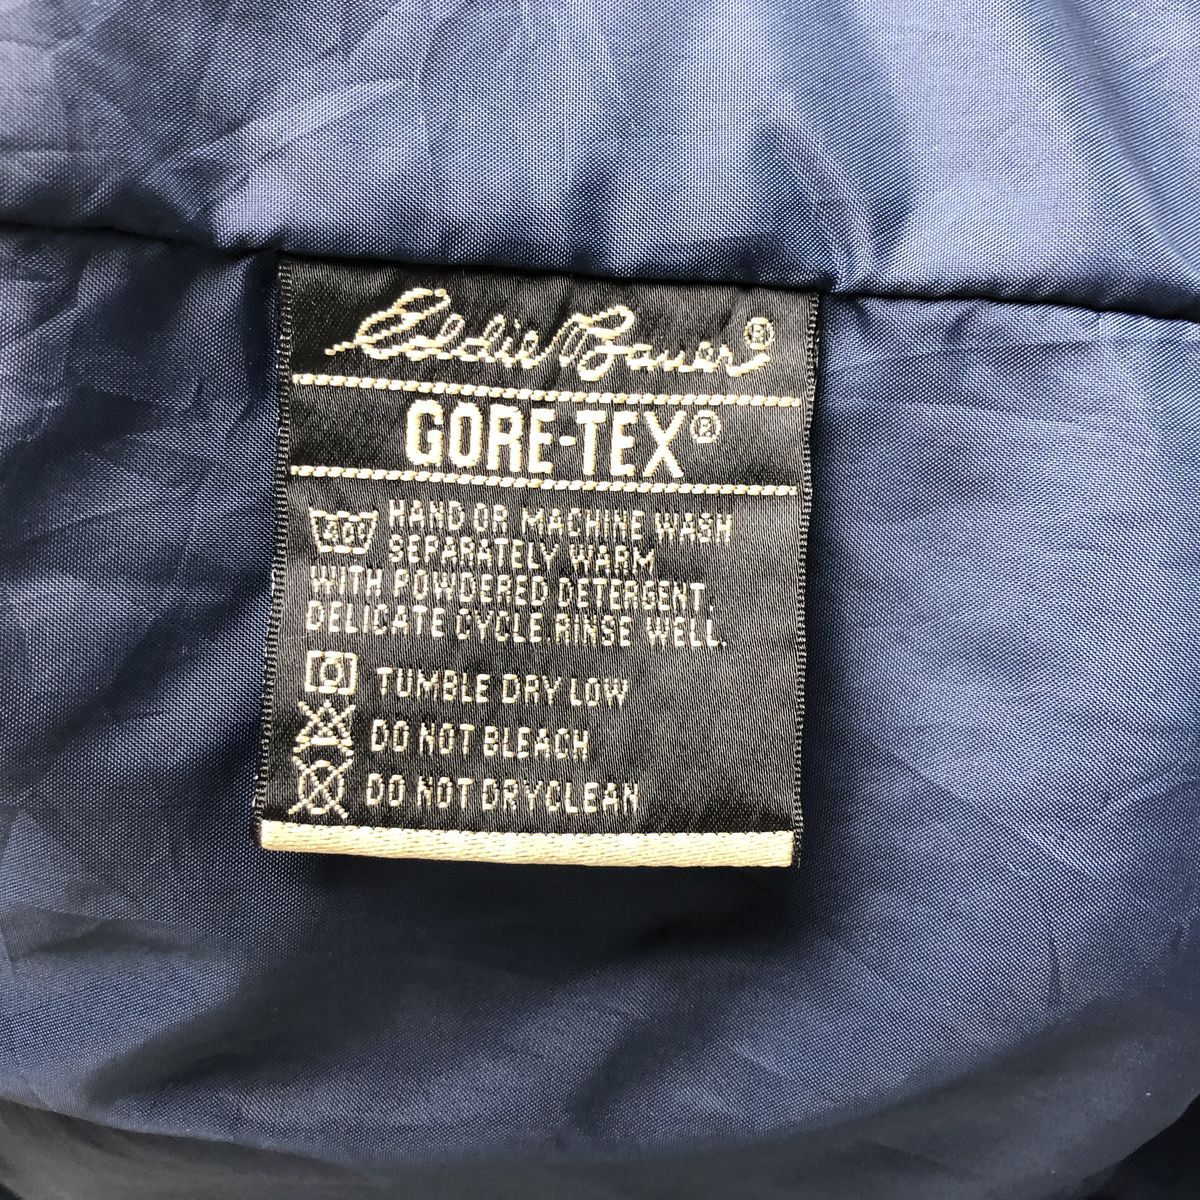 Eddie Bauer®
GORE-TEX®
40° HAND OR MACHINE WASH
SEPARATELY WARM
WITH POWDERED DETERGENT,
DELICATE CYCLE.RINSE WELL.
TUMBLE DRY LOW
DO NOT BLEACH
DO NOT DRYCLEAN